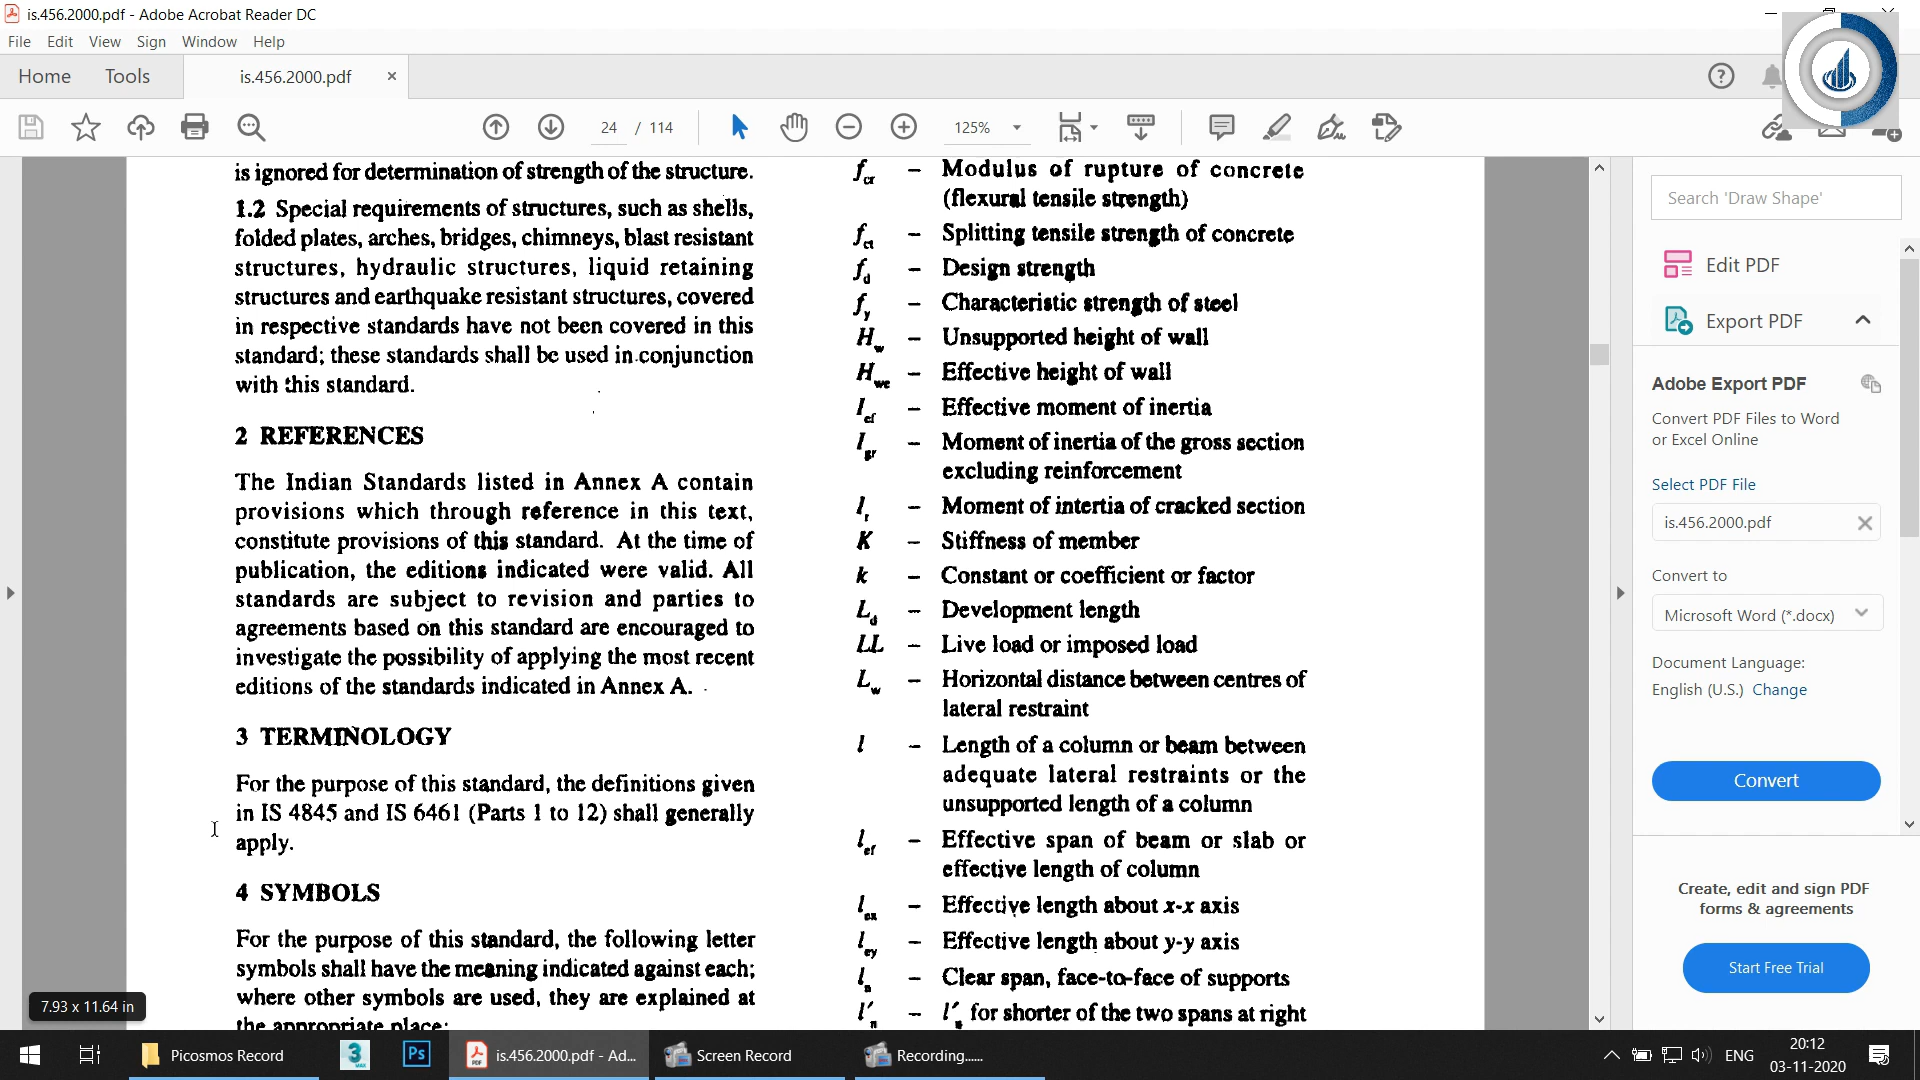 is.456.2000.pdf - Adobe Acrobat Reader DC
File Edit View Sign Window Help
Home Tools is.456.2000.pdf ×
24 / 114 125%
is ignored for determination of strength of the structure.
1.2 Special requirements of structures, such as shells,
folded plates, arches, bridges, chimneys, blast resistant
structures, hydraulic structures, liquid retaining
structures and earthquake resistant structures, covered
in respective standards have not been covered in this
standard; these standards shall be used in conjunction
with this standard.
2 REFERENCES
The Indian Standards listed in Annex A contain
provisions which through reference in this text,
constitute provisions of this standard. At the time of
publication, the editions indicated were valid. All
standards are subject to revision and parties to
agreements based on this standard are encouraged to
investigate the possibility of applying the most recent
editions of the standards indicated in Annex A.
3 TERMINOLOGY
For the purpose of this standard, the definitions given
in IS 4845 and IS 6461 (Parts 1 to 12) shall generally
apply.
4 SYMBOLS
For the purpose of this standard, the following letter
symbols shall have the meaning indicated against each;
where other symbols are used, they are explained at
the appropriate place:
f_cr – Modulus of rupture of concrete
(flexural tensile strength)
f_ct – Splitting tensile strength of concrete
f_d – Design strength
f_y – Characteristic strength of steel
H_w – Unsupported height of wall
H_we – Effective height of wall
I_ef – Effective moment of inertia
I_gr – Moment of inertia of the gross section
excluding reinforcement
I_r – Moment of intertia of cracked section
K – Stiffness of member
k – Constant or coefficient or factor
L_d – Development length
LL – Live load or imposed load
L_w – Horizontal distance between centres of
lateral restraint
l – Length of a column or beam between
adequate lateral restraints or the
unsupported length of a column
l_ef – Effective span of beam or slab or
effective length of column
l_ex – Effective length about x-x axis
l_ey – Effective length about y-y axis
l_n – Clear span, face-to-face of supports
l'_n – l'_n for shorter of the two spans at right
7.93 x 11.64 in
Search 'Draw Shape'
Edit PDF
Export PDF
Adobe Export PDF
Convert PDF Files to Word
or Excel Online
Select PDF File
is.456.2000.pdf
Convert to
Microsoft Word (*.docx)
Document Language:
English (U.S.) Change
Convert
Create, edit and sign PDF
forms & agreements
Start Free Trial
Picosmos Record
3
MAX
Ps
is.456.2000.pdf - Ad...
Screen Record
Recording......
ENG
20:12
03-11-2020